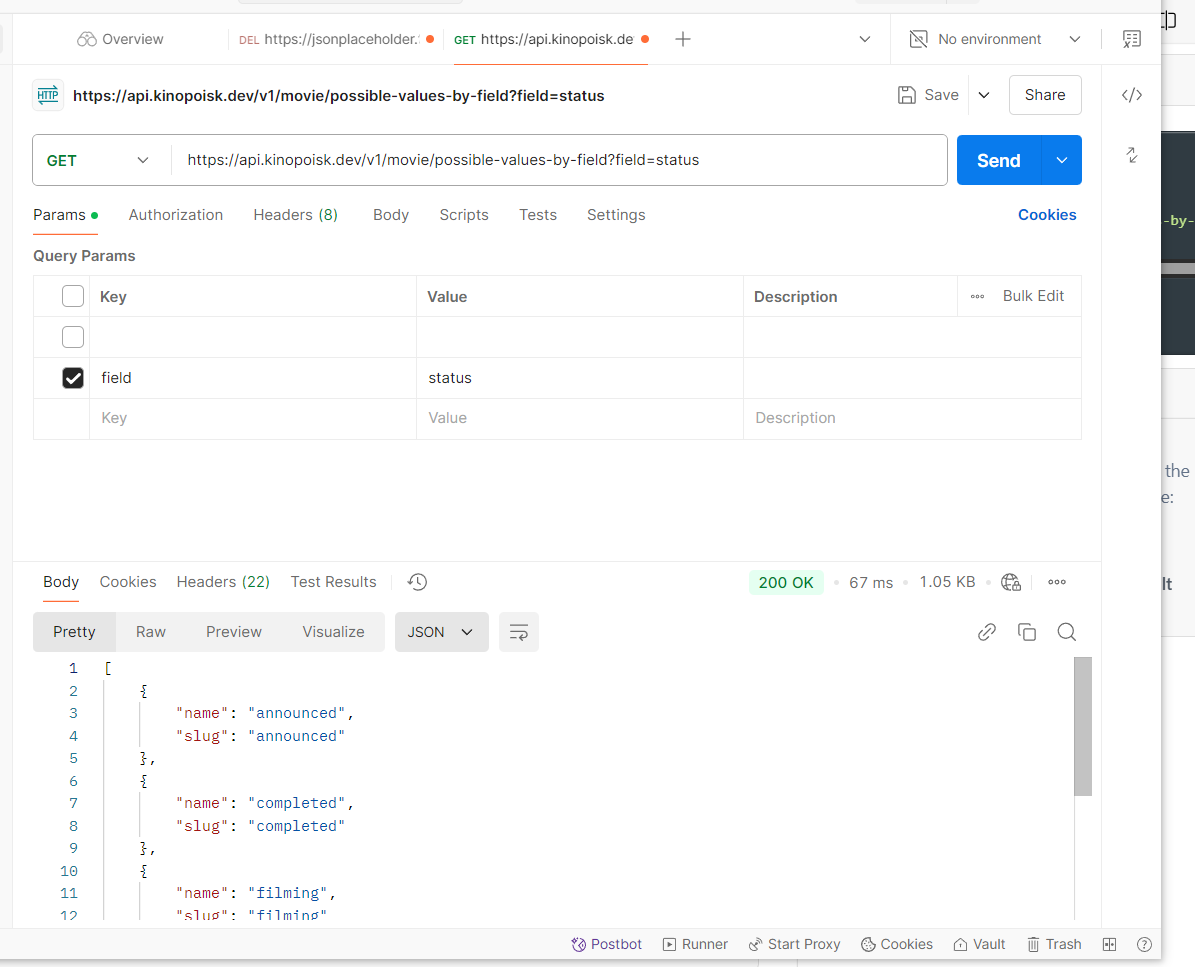 Overview DEL https://jsonplaceholder. GET https://api.kinopoisk.de No environment
HTTP https://api.kinopoisk.dev/v1/movie/possible-values-by-field?field=status Save Share
GET https://api.kinopoisk.dev/v1/movie/possible-values-by-field?field=status Send
Params Authorization Headers (8) Body Scripts Tests Settings Cookies
-by-
Query Params
Key Value Description Bulk Edit
field status
Key Value Description
the
e:
Body Cookies Headers (22) Test Results 200 OK 67 ms 1.05 KB
lt
Pretty Raw Preview Visualize JSON
1 [
2 {
3 "name": "announced",
4 "slug": "announced"
5 },
6 {
7 "name": "completed",
8 "slug": "completed"
9 },
10 {
11 "name": "filming",
12 "slug": "filming"
Postbot Runner Start Proxy Cookies Vault Trash